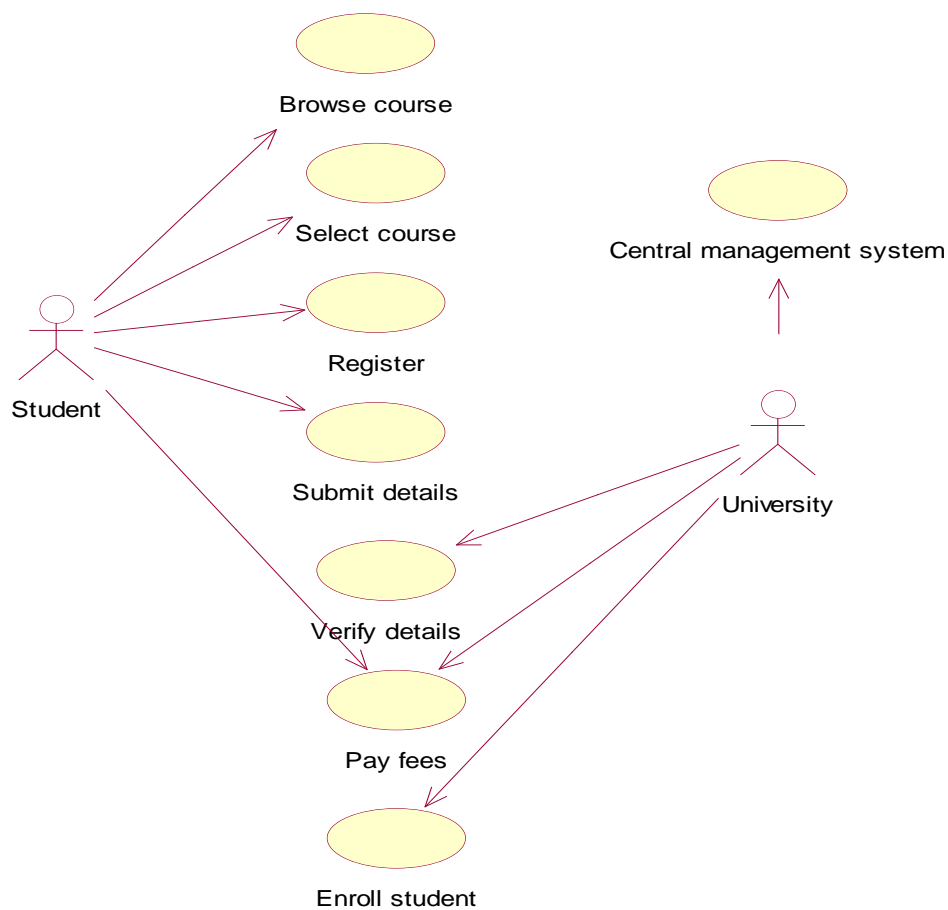 Browse course
Select course
Central management system
Register
Student
Submit details
University
Verify details
Pay fees
Enroll student